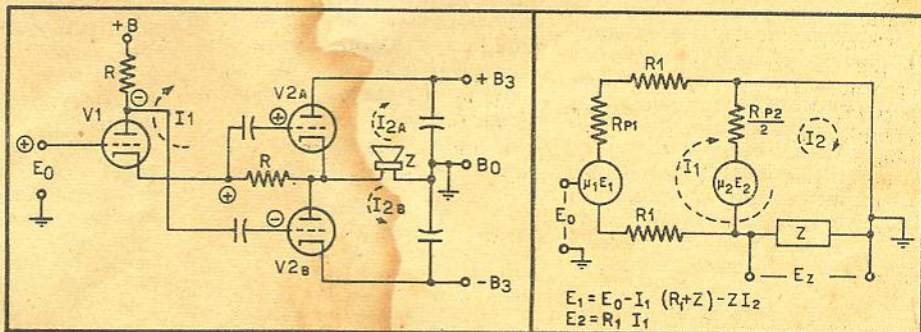 +B
R
V1
⊖
I1
⊕
E0
V2A
⊕
I2A
Z
R
⊕
I2B
⊖
V2B
+B3
B0
-B3
R1
RP1
RP2
2
I2
I1
μ1E1
μ2E2
E0
R1
Z
EZ
E1 = E0 - I1 (R1+Z) - ZI2
E2 = R1 I1